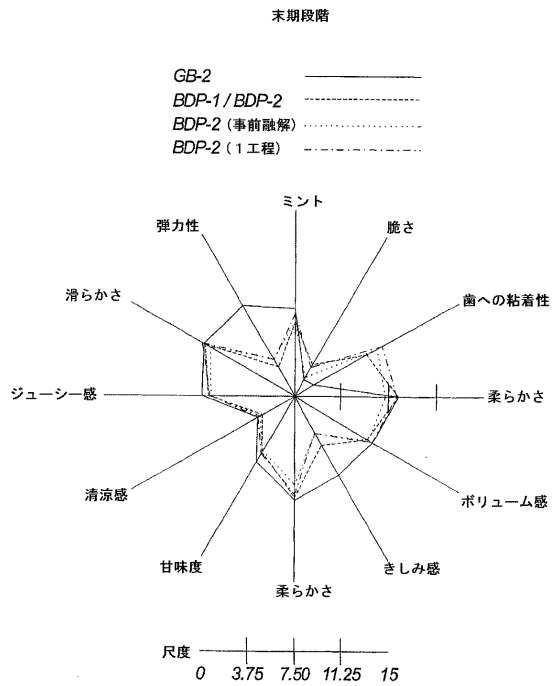 末期段階
GB-2
BDP-1 / BDP-2
BDP-2 (事前融解)
BDP-2 (1工程)
ミント
弾力性
脆さ
滑らかさ
歯への粘着性
ジューシー感
柔らかさ
清涼感
ボリューム感
甘味度
きしみ感
柔らかさ
尺度
0 3.75 7.50 11.25 15